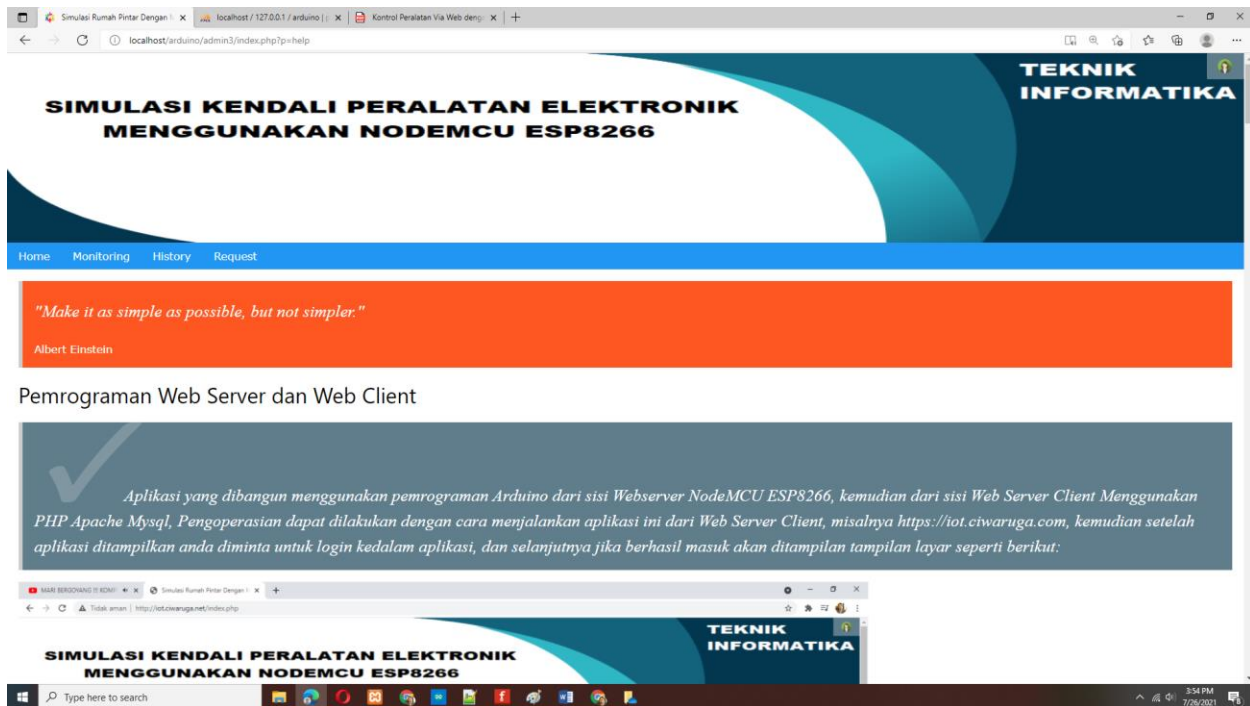 Simulasi Rumah Pintar Dengan
localhost / 127.0.0.1 / arduino |
Kontrol Peralatan Via Web deng
localhost/arduino/admin3/index.php?p=help
SIMULASI KENDALI PERALATAN ELEKTRONIK
MENGGUNAKAN NODEMCU ESP8266
TEKNIK
INFORMATIKA
Home Monitoring History Request
"Make it as simple as possible, but not simpler."
Albert Einstein
Pemrograman Web Server dan Web Client
Aplikasi yang dibangun menggunakan pemrograman Arduino dari sisi Webserver NodeMCU ESP8266, kemudian dari sisi Web Server Client Menggunakan
PHP Apache Mysql, Pengoperasian dapat dilakukan dengan cara menjalankan aplikasi ini dari Web Server Client, misalnya https://iot.ciwaruga.com, kemudian setelah
aplikasi ditampilkan anda diminta untuk login kedalam aplikasi, dan selanjutnya jika berhasil masuk akan ditampilan tampilan layar seperti berikut:
Simulasi Rumah Pintar Dengan
Tidak aman | http://iot.ciwaruga.net/index.php
SIMULASI KENDALI PERALATAN ELEKTRONIK
MENGGUNAKAN NODEMCU ESP8266
TEKNIK
INFORMATIKA
Type here to search
3:54 PM
7/26/2021